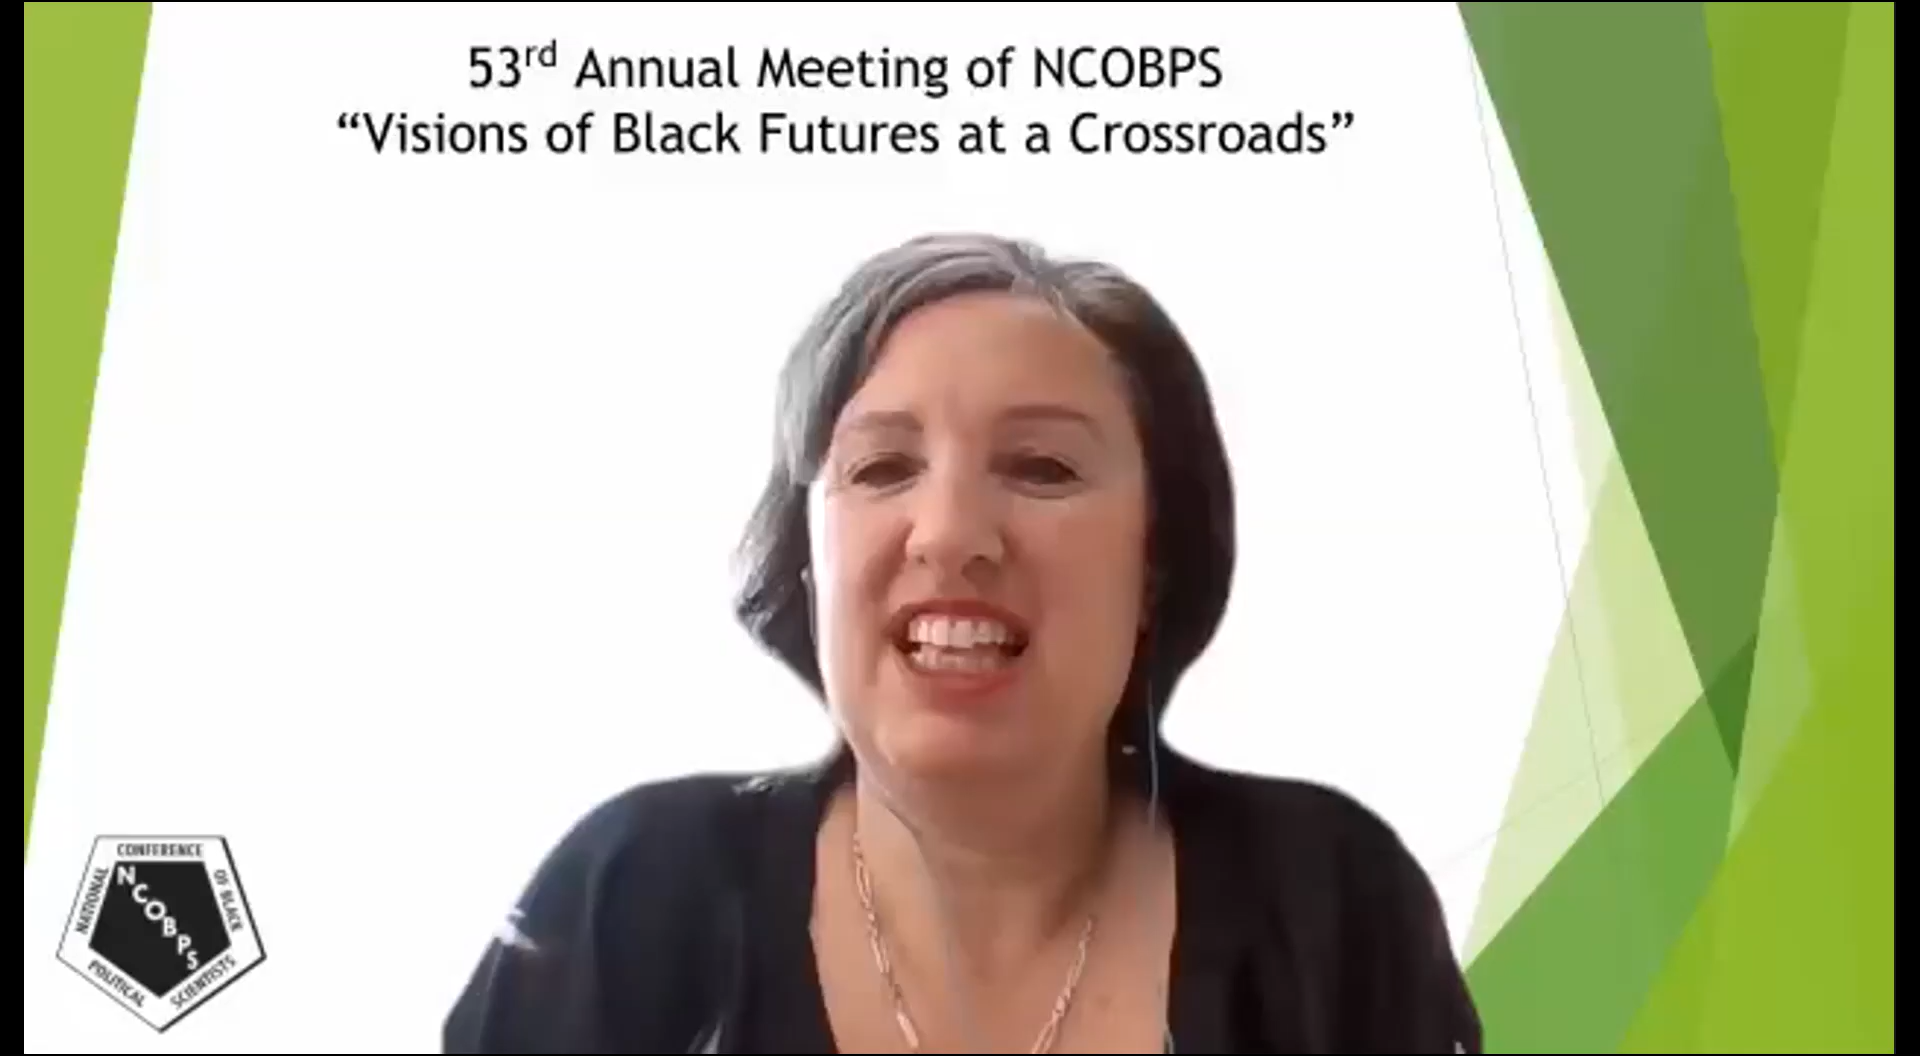 53rd Annual Meeting of NCOBPS
“Visions of Black Futures at a Crossroads”
NATIONAL
CONFERENCE
OF BLACK
POLITICAL
SCIENTISTS
NCOBPS